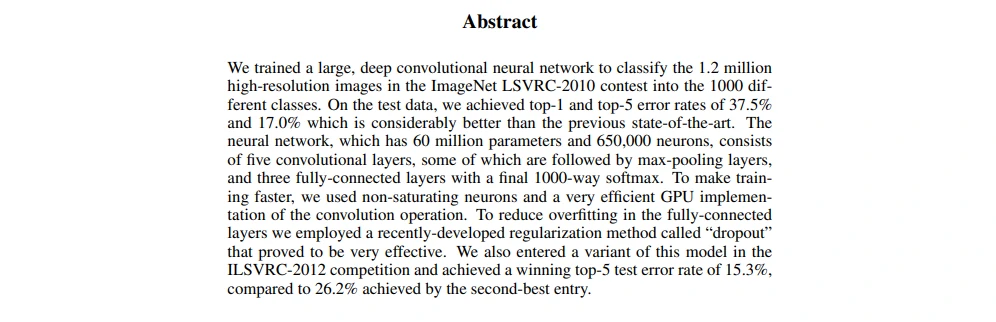 Abstract
We trained a large, deep convolutional neural network to classify the 1.2 million
high-resolution images in the ImageNet LSVRC-2010 contest into the 1000 dif-
ferent classes. On the test data, we achieved top-1 and top-5 error rates of 37.5%
and 17.0% which is considerably better than the previous state-of-the-art. The
neural network, which has 60 million parameters and 650,000 neurons, consists
of five convolutional layers, some of which are followed by max-pooling layers,
and three fully-connected layers with a final 1000-way softmax. To make train-
ing faster, we used non-saturating neurons and a very efficient GPU implemen-
tation of the convolution operation. To reduce overfitting in the fully-connected
layers we employed a recently-developed regularization method called “dropout”
that proved to be very effective. We also entered a variant of this model in the
ILSVRC-2012 competition and achieved a winning top-5 test error rate of 15.3%,
compared to 26.2% achieved by the second-best entry.